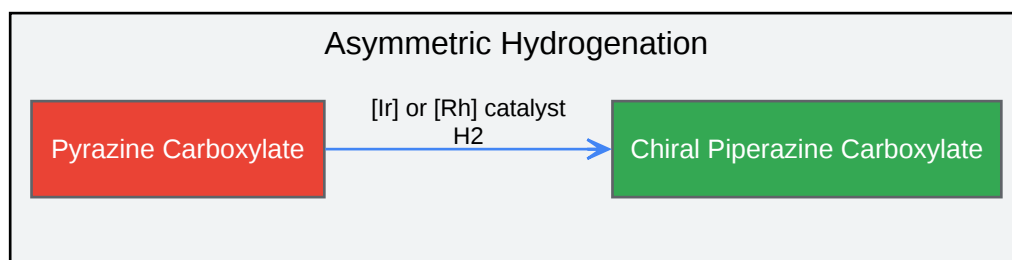 Asymmetric Hydrogenation
[Ir] or [Rh] catalyst
H2
Pyrazine Carboxylate
Chiral Piperazine Carboxylate